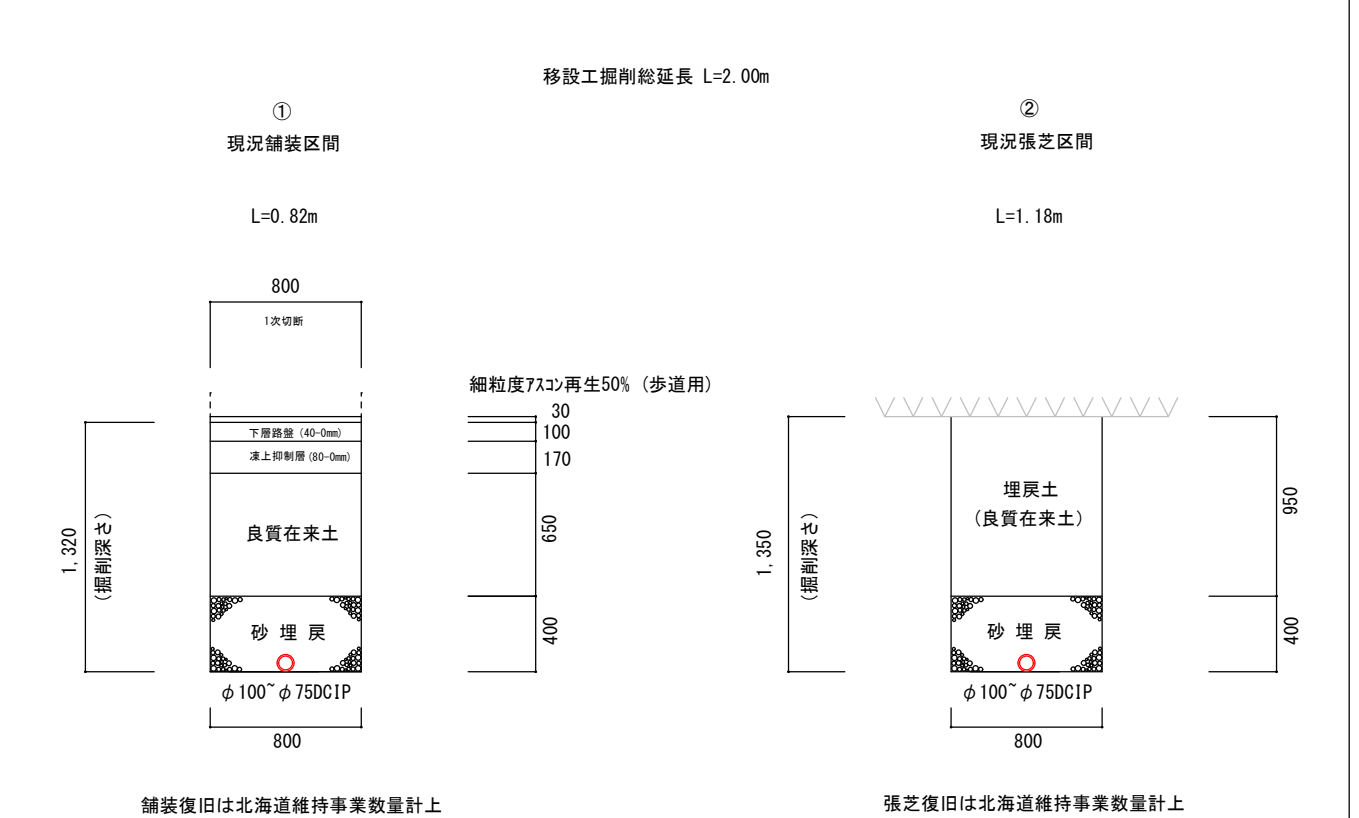 移設工掘削総延長 L=2.00m
①
現況舗装区間
L=0.82m
800
1次切断
細粒度アスコン再生50% (歩道用)
30
下層路盤 (40-0mm)
100
凍上抑制層 (80-0mm)
170
良質在来土
650
1,320
(掘削深さ)
砂 埋 戻
400
φ100~φ75DCIP
800
舗装復旧は北海道維持事業数量計上
②
現況張芝区間
L=1.18m
埋戻土
(良質在来土)
950
1,350
(掘削深さ)
砂 埋 戻
400
φ100~φ75DCIP
800
張芝復旧は北海道維持事業数量計上